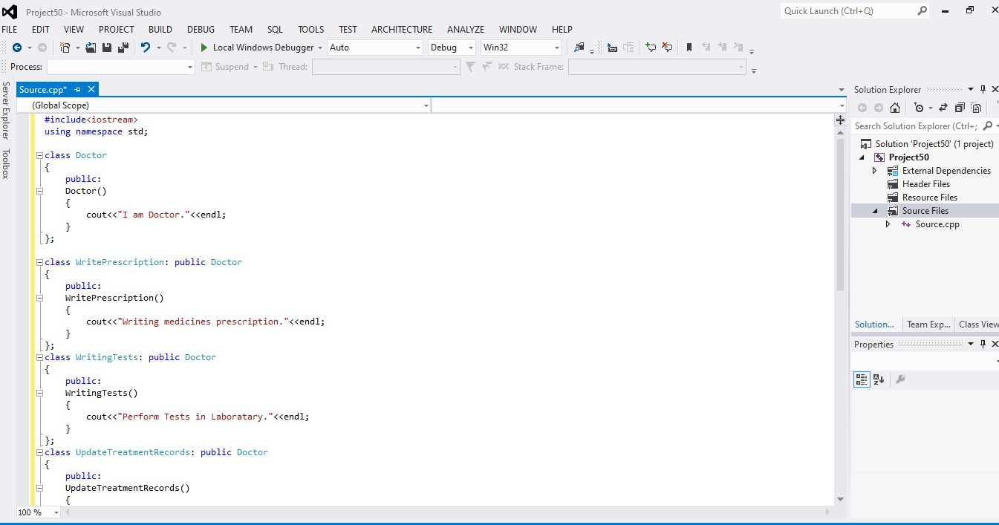 Project50 - Microsoft Visual Studio
Quick Launch (Ctrl+Q)
FILE EDIT VIEW PROJECT BUILD DEBUG TEAM SQL TOOLS TEST ARCHITECTURE ANALYZE WINDOW HELP
Local Windows Debugger Auto Debug Win32
Process: Suspend Thread: Stack Frame:
Server Explorer
Toolbox
Source.cpp*
(Global Scope)
#include<iostream>
using namespace std;
class Doctor
{
public:
Doctor()
{
cout<<"I am Doctor."<<endl;
}
};
class WritePrescription: public Doctor
{
public:
WritePrescription()
{
cout<<"Writing medicines prescription."<<endl;
}
};
class WritingTests: public Doctor
{
public:
WritingTests()
{
cout<<"Perform Tests in Laboratary."<<endl;
}
};
class UpdateTreatmentRecords: public Doctor
{
public:
UpdateTreatmentRecords()
{
100 %
Solution Explorer
Search Solution Explorer (Ctrl+;
Solution 'Project50' (1 project)
Project50
External Dependencies
Header Files
Resource Files
Source Files
Source.cpp
Solution... Team Exp... Class View
Properties